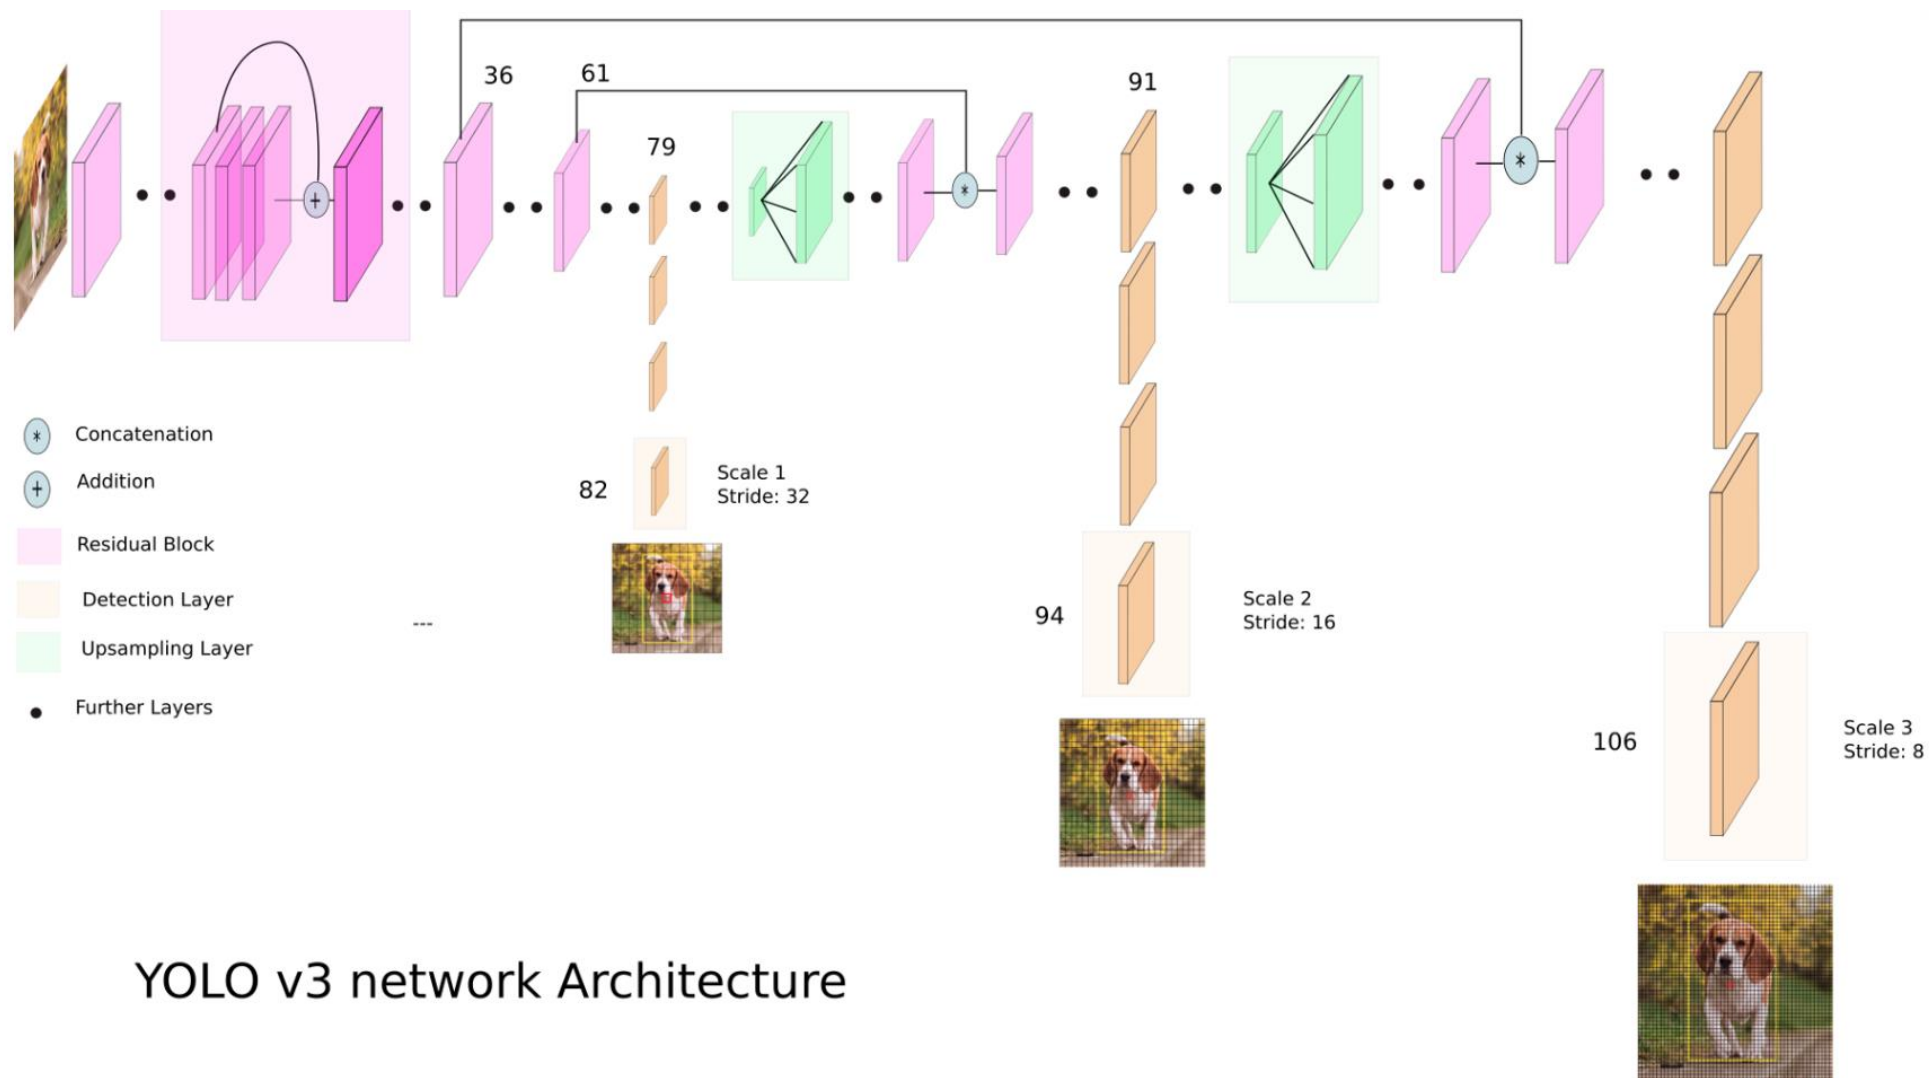 36
61
91
79
Concatenation
Addition
Residual Block
Detection Layer
Upsampling Layer
Further Layers
---
82
Scale 1
Stride: 32
94
Scale 2
Stride: 16
106
Scale 3
Stride: 8
YOLO v3 network Architecture